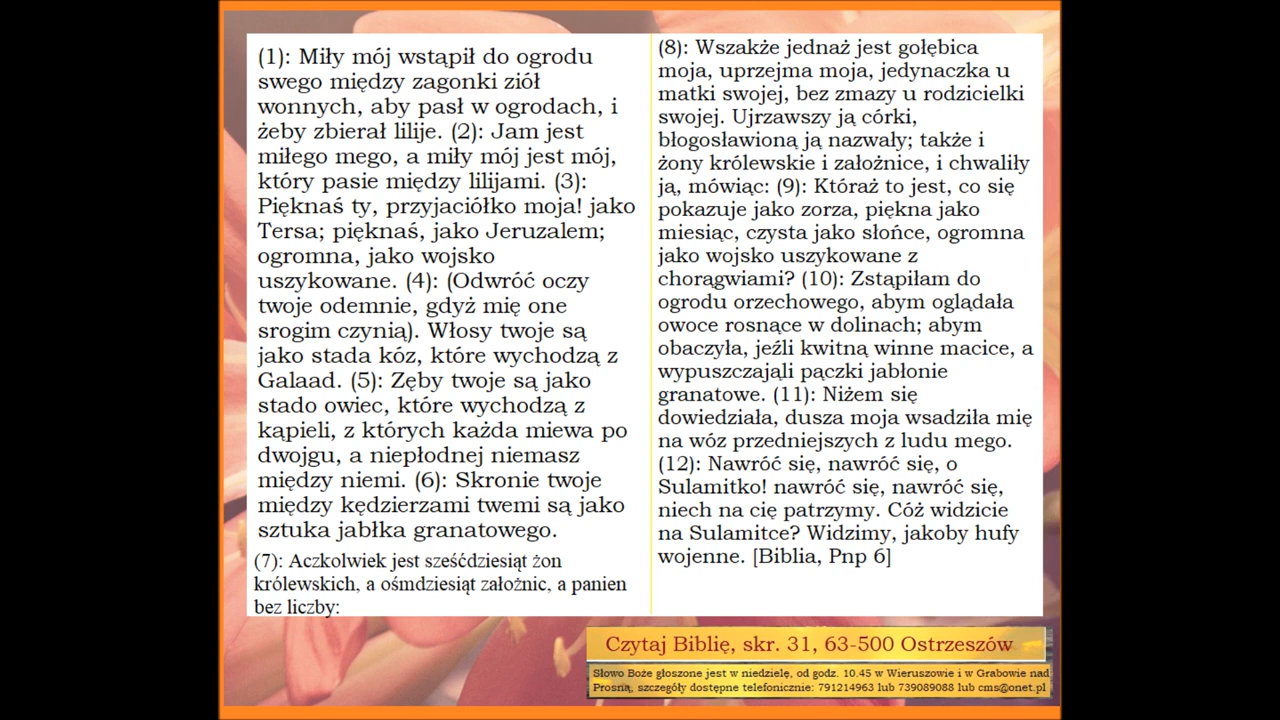 (1): Miły mój wstąpił do ogrodu
swego między zagonki ziół
wonnych, aby pasł w ogrodach, i
żeby zbierał lilije. (2): Jam jest
miłego mego, a miły mój jest mój,
który pasie między lilijami. (3):
Pięknaś ty, przyjaciółko moja! jako
Tersa; pięknaś, jako Jeruzalem;
ogromna, jako wojsko
uszykowane. (4): (Odwróć oczy
twoje odemnie, gdyż mię one
srogim czynią). Włosy twoje są
jako stada kóz, które wychodzą z
Galaad. (5): Zęby twoje są jako
stado owiec, które wychodzą z
kąpieli, z których każda miewa po
dwojgu, a niepłodnej niemasz
między niemi. (6): Skronie twoje
między kędzierzami twemi są jako
sztuka jabłka granatowego.
(7): Aczkolwiek jest sześćdziesiąt żon
królewskich, a ośmdziesiąt założnic, a panien
bez liczby:
(8): Wszakże jednaż jest gołębica
moja, uprzejma moja, jedynaczka u
matki swojej, bez zmazy u rodzicielki
swojej. Ujrzawszy ją córki,
błogosławioną ją nazwały; także i
żony królewskie i założnice, i chwaliły
ją, mówiąc: (9): Któraż to jest, co się
pokazuje jako zorza, piękna jako
miesiąc, czysta jako słońce, ogromna
jako wojsko uszykowane z
chorągwiami? (10): Zstąpiłam do
ogrodu orzechowego, abym oglądała
owoce rosnące w dolinach; abym
obaczyła, jeźli kwitną winne macice, a
wypuszczająli pączki jabłonie
granatowe. (11): Niżem się
dowiedziała, dusza moja wsadziła mię
na wóz przedniejszych z ludu mego.
(12): Nawróć się, nawróć się, o
Sulamitko! nawróć się, nawróć się,
niech na cię patrzymy. Cóż widzicie
na Sulamitce? Widzimy, jakoby hufy
wojenne. [Biblia, Pnp 6]
Czytaj Biblię, skr. 31, 63-500 Ostrzeszów
Słowo Boże głoszone jest w niedzielę, od godz. 10.45 w Wieruszowie i w Grabowie nad
Prosną, szczegóły dostępne telefonicznie: 791214963 lub 739089088 lub cms@onet.pl